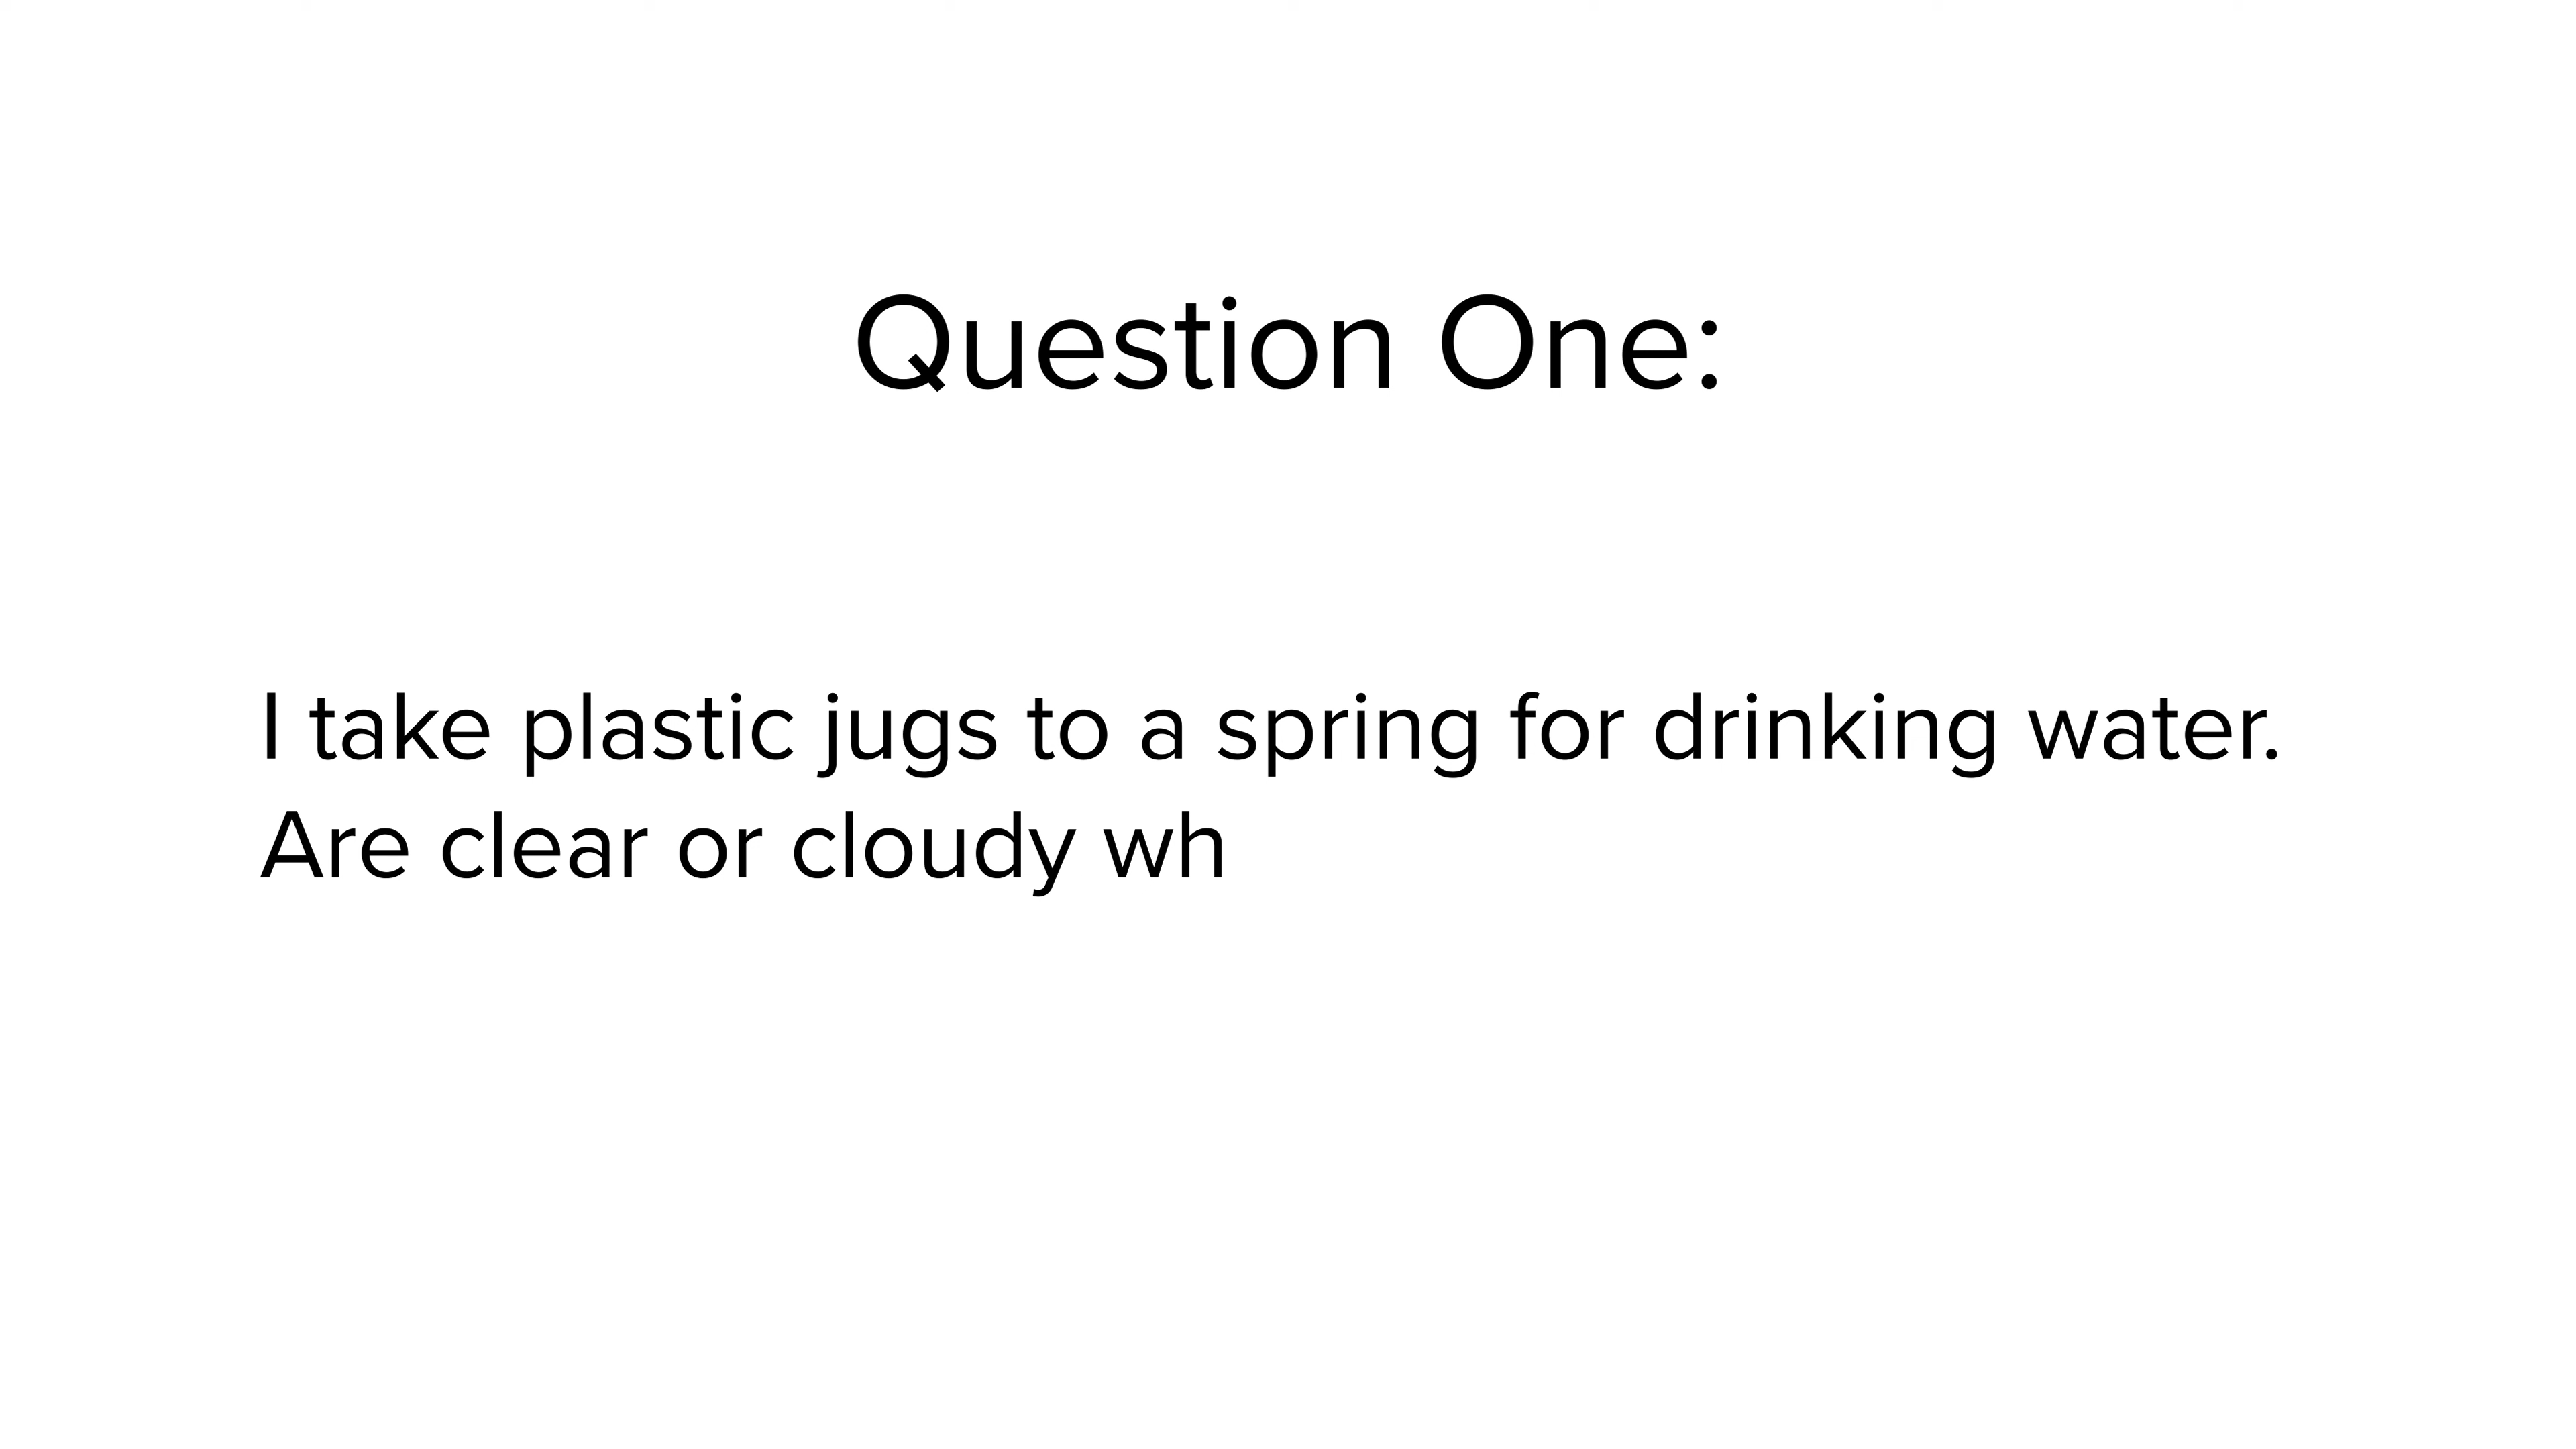 Question One:
I take plastic jugs to a spring for drinking water.
Are clear or cloudy wh